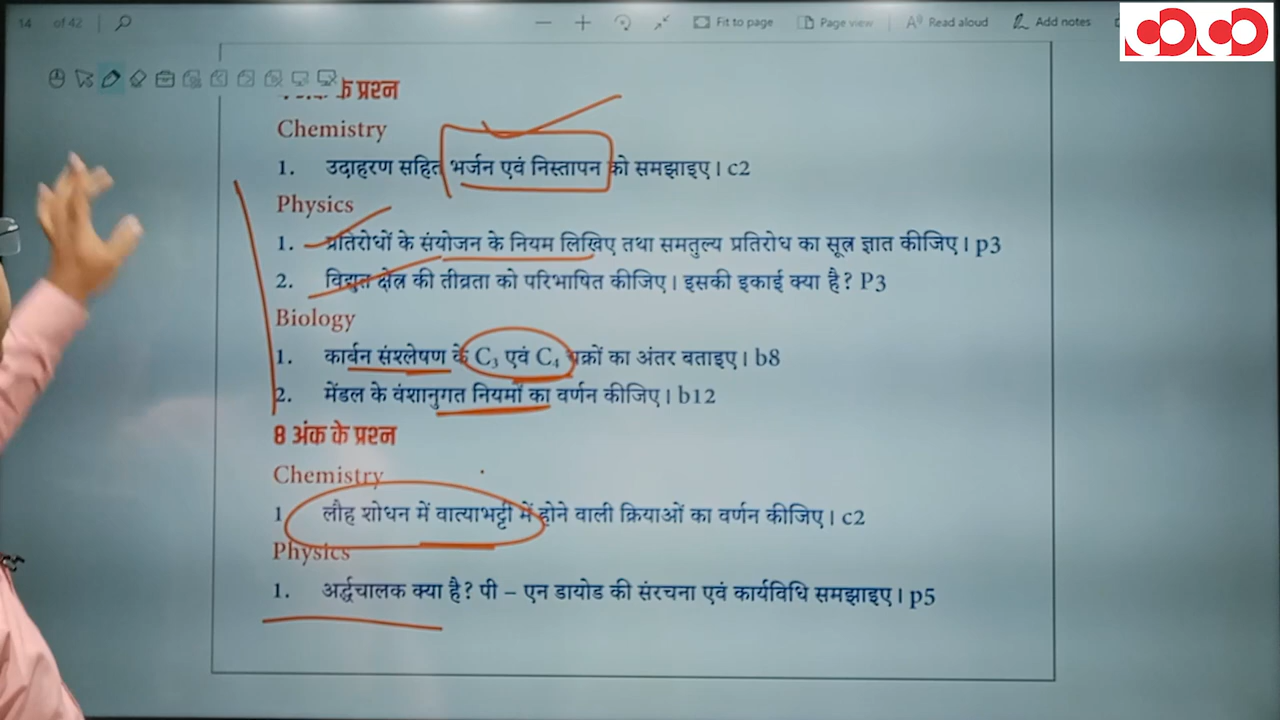 14 of 42 Fit to page Page view Read aloud Add notes
के प्रश्न
Chemistry
1. उदाहरण सहित भर्जन एवं निस्तापन को समझाइए। c2
Physics
1. प्रतिरोधों के संयोजन के नियम लिखिए तथा समतुल्य प्रतिरोध का सूत्र ज्ञात कीजिए। p3
2. विद्युत क्षेत्र की तीव्रता को परिभाषित कीजिए। इसकी इकाई क्या है? P3
Biology
1. कार्बन संश्लेषण के C₃ एवं C₄ चक्रों का अंतर बताइए। b8
2. मेंडल के वंशानुगत नियमों का वर्णन कीजिए। b12
8 अंक के प्रश्न
Chemistry
1 लौह शोधन में वात्याभट्टी में होने वाली क्रियाओं का वर्णन कीजिए। c2
Physics
1. अर्द्धचालक क्या है? पी – एन डायोड की संरचना एवं कार्यविधि समझाइए। p5